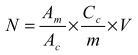 N = A_m / A_c × C_c / m × V